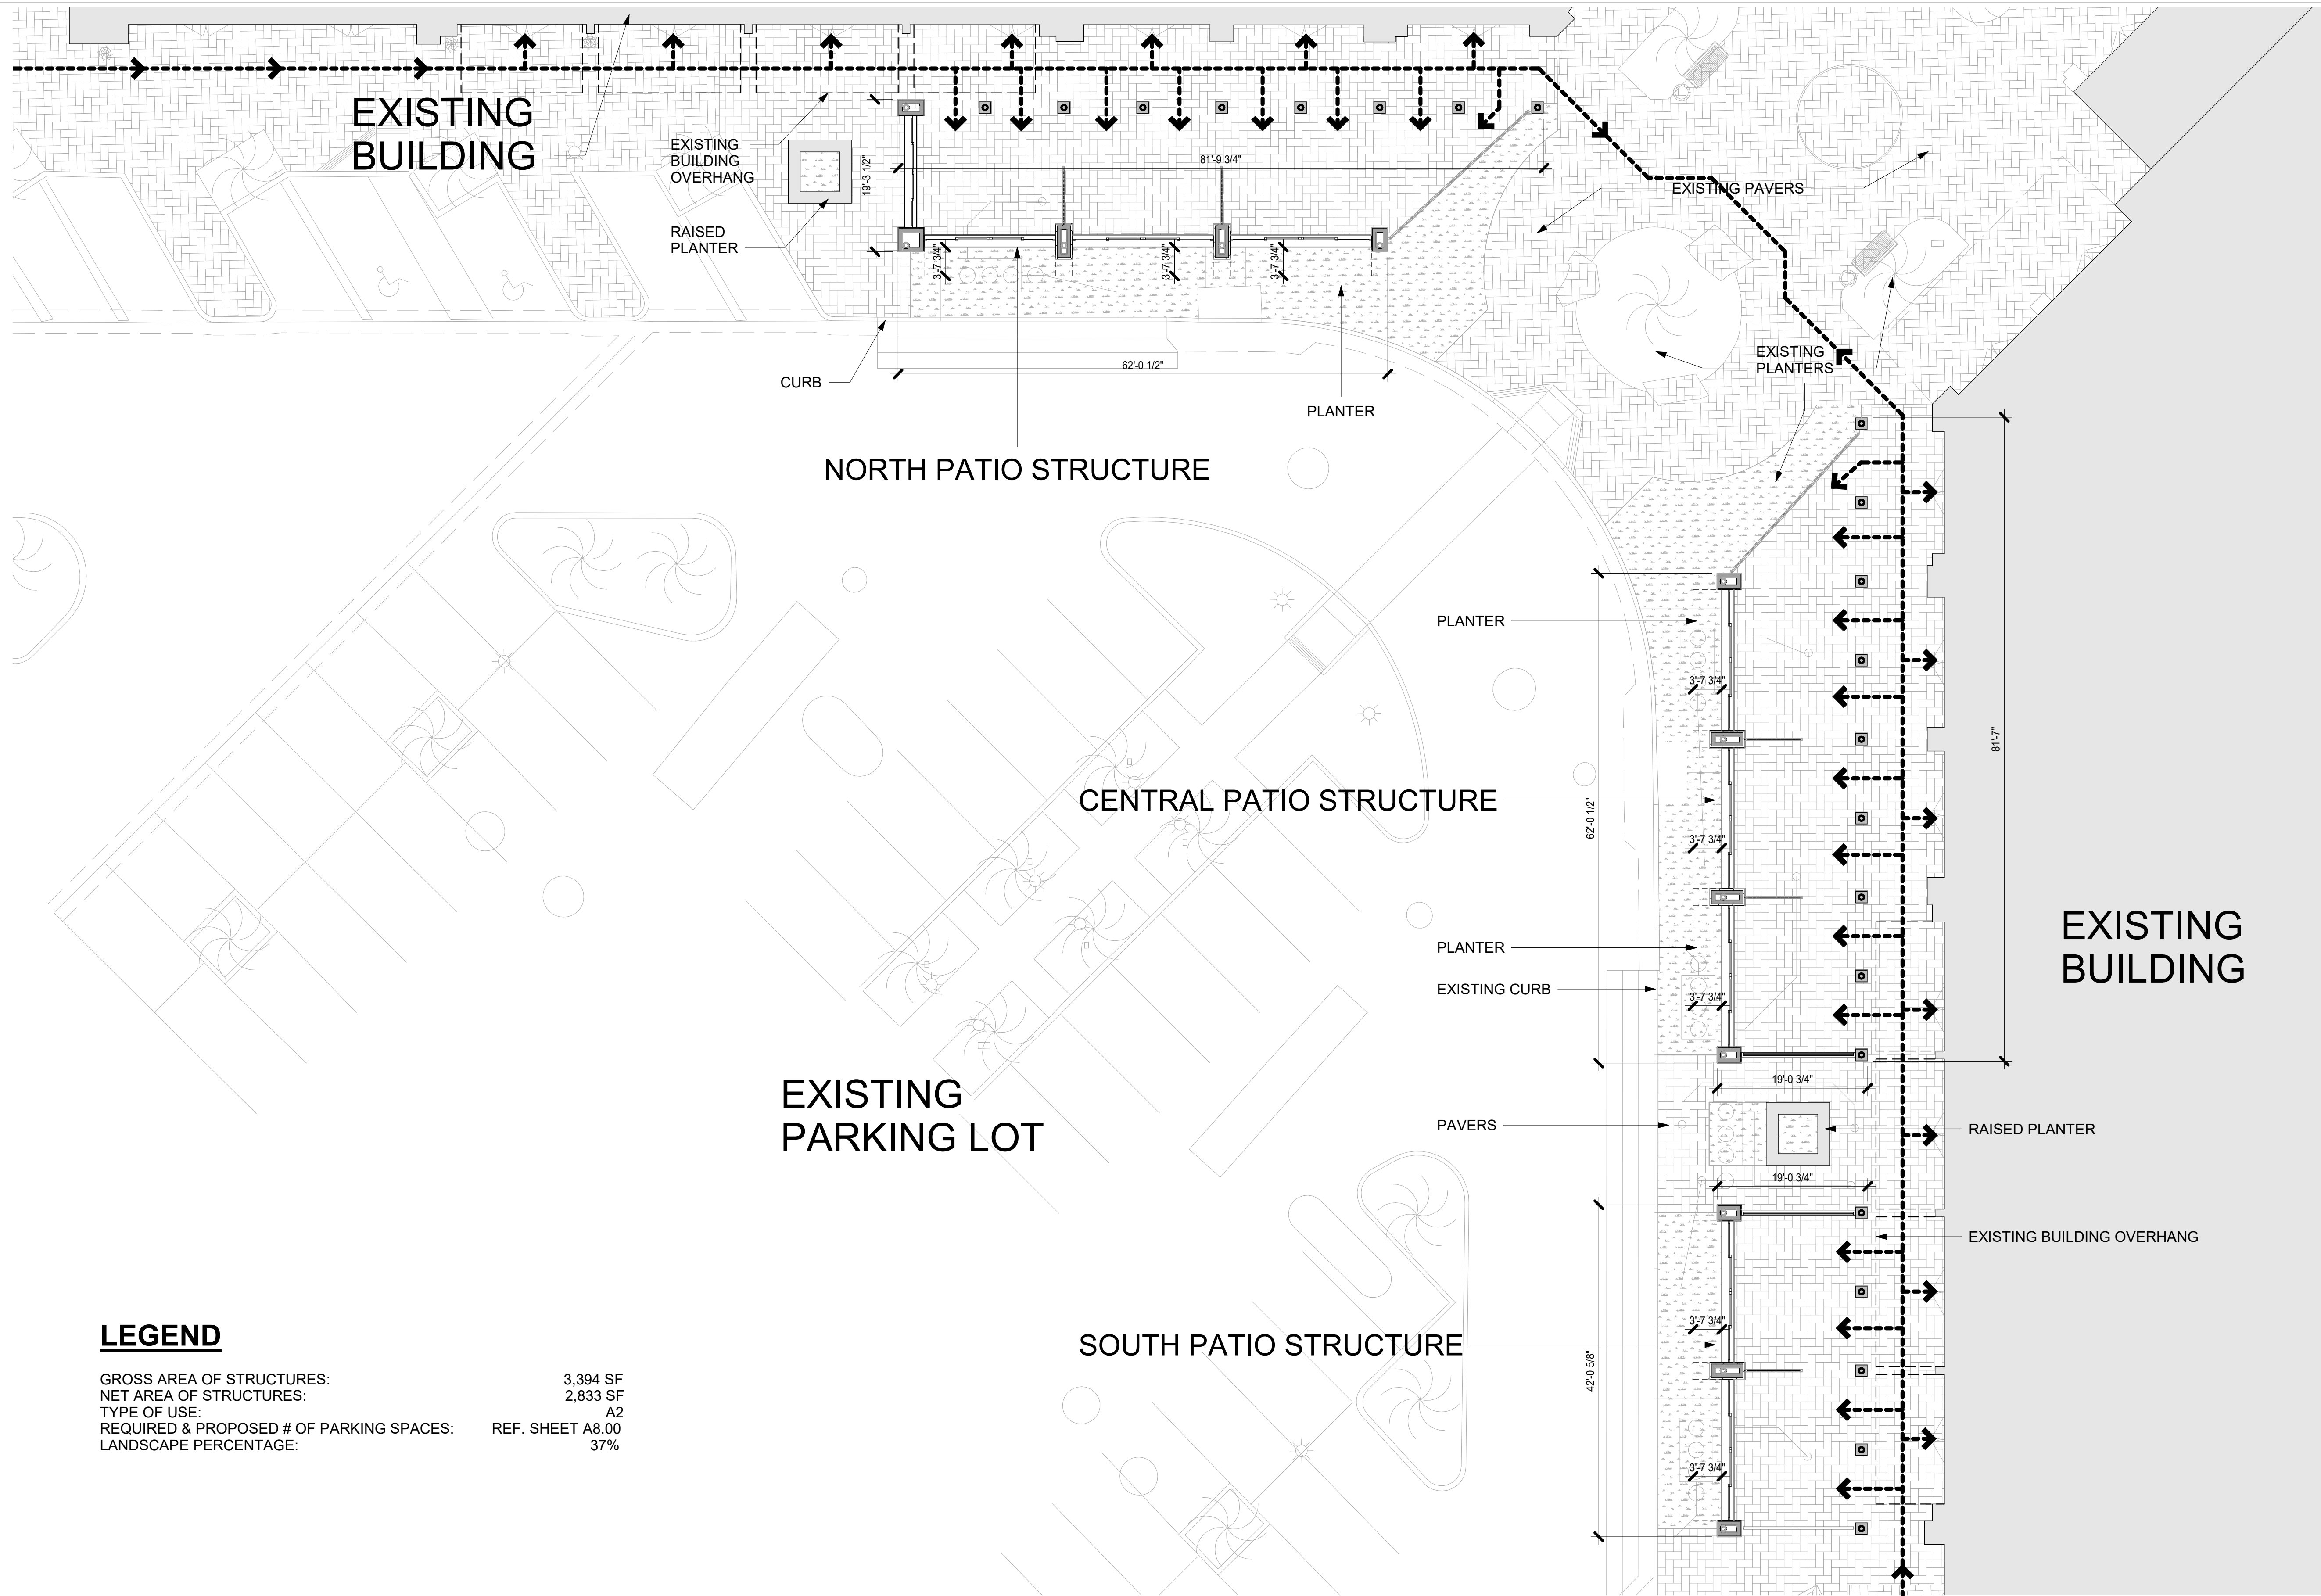 EXISTING
BUILDING
EXISTING
BUILDING
OVERHANG
RAISED
PLANTER
19'-3 1/2"
81'-9 3/4"
EXISTING PAVERS
3'-7 3/4"
3'-7 3/4"
3'-7 3/4"
CURB
62'-0 1/2"
PLANTER
EXISTING
PLANTERS
NORTH PATIO STRUCTURE
PLANTER
3'-7 3/4"
81'-7"
CENTRAL PATIO STRUCTURE
62'-0 1/2"
3'-7 3/4"
EXISTING
BUILDING
PLANTER
EXISTING CURB
3'-7 3/4"
EXISTING
PARKING LOT
19'-0 3/4"
PAVERS
RAISED PLANTER
19'-0 3/4"
EXISTING BUILDING OVERHANG
3'-7 3/4"
SOUTH PATIO STRUCTURE
42'-0 5/8"
3'-7 3/4"
LEGEND
GROSS AREA OF STRUCTURES: 3,394 SF
NET AREA OF STRUCTURES: 2,833 SF
TYPE OF USE: A2
REQUIRED & PROPOSED # OF PARKING SPACES: REF. SHEET A8.00
LANDSCAPE PERCENTAGE: 37%